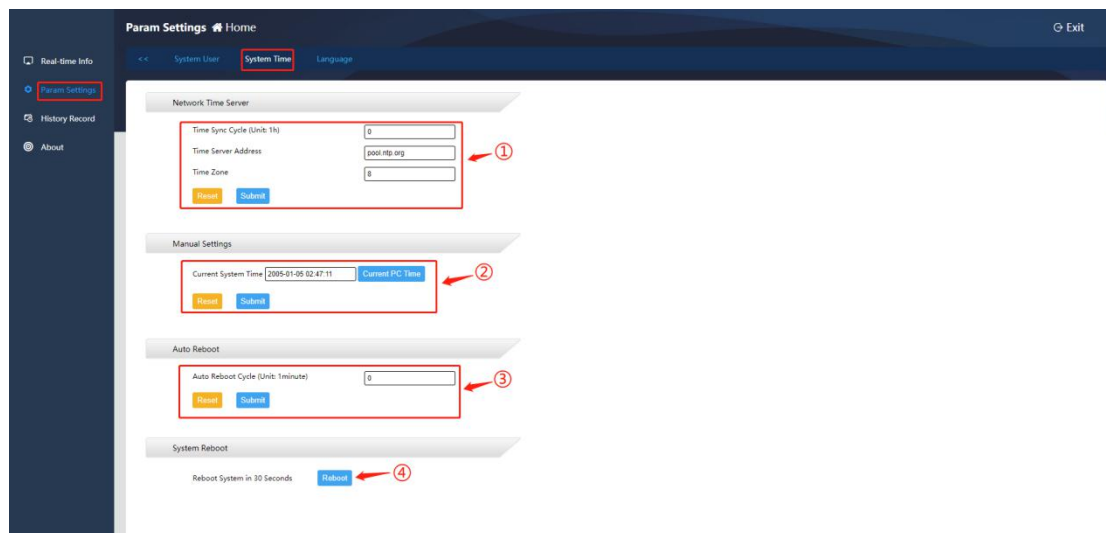 Param Settings Home
Exit
Real-time Info
Param Settings
History Record
About
<< System User System Time Language
Network Time Server
Time Sync Cycle (Unit: 1h) 0
Time Server Address pool.ntp.org
Time Zone 8
Reset Submit
①
Manual Settings
Current System Time 2005-01-05 02:47:11 Current PC Time
Reset Submit
②
Auto Reboot
Auto Reboot Cycle (Unit: 1minute) 0
Reset Submit
③
System Reboot
Reboot System in 30 Seconds Reboot
④